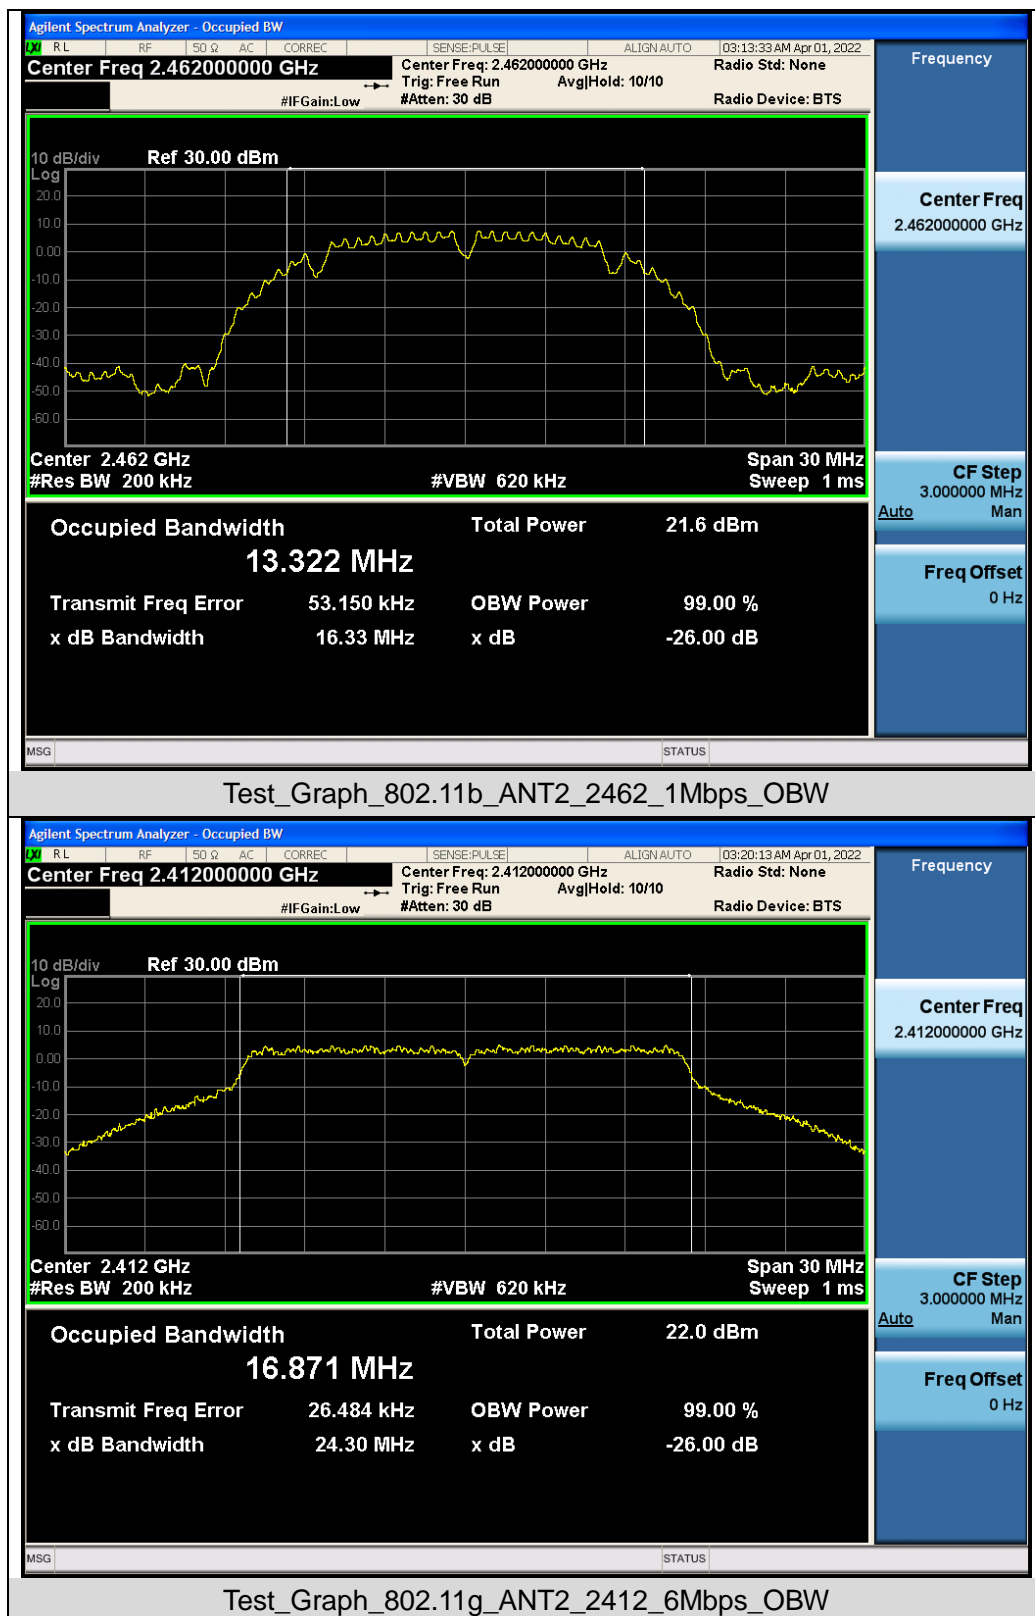 Agilent Spectrum Analyzer - Occupied BW
LXI RL RF 50 Ω AC CORREC SENSE:PULSE ALIGN AUTO 03:13:33 AM Apr 01, 2022
Center Freq 2.462000000 GHz Center Freq: 2.462000000 GHz Radio Std: None Frequency
Trig: Free Run Avg|Hold: 10/10
#IFGain:Low #Atten: 30 dB Radio Device: BTS
10 dB/div Ref 30.00 dBm
Log
20.0
10.0
0.00
-10.0
-20.0
-30.0
-40.0
-50.0
-60.0
Center Freq
2.462000000 GHz
Center 2.462 GHz Span 30 MHz
#Res BW 200 kHz #VBW 620 kHz Sweep 1 ms
CF Step
3.000000 MHz
Auto Man
Occupied Bandwidth Total Power 21.6 dBm
13.322 MHz
Freq Offset
0 Hz
Transmit Freq Error 53.150 kHz OBW Power 99.00 %
x dB Bandwidth 16.33 MHz x dB -26.00 dB
MSG STATUS
Test_Graph_802.11b_ANT2_2462_1Mbps_OBW
Agilent Spectrum Analyzer - Occupied BW
LXI RL RF 50 Ω AC CORREC SENSE:PULSE ALIGN AUTO 03:20:13 AM Apr 01, 2022
Center Freq 2.412000000 GHz Center Freq: 2.412000000 GHz Radio Std: None Frequency
Trig: Free Run Avg|Hold: 10/10
#IFGain:Low #Atten: 30 dB Radio Device: BTS
10 dB/div Ref 30.00 dBm
Log
20.0
10.0
0.00
-10.0
-20.0
-30.0
-40.0
-50.0
-60.0
Center Freq
2.412000000 GHz
Center 2.412 GHz Span 30 MHz
#Res BW 200 kHz #VBW 620 kHz Sweep 1 ms
CF Step
3.000000 MHz
Auto Man
Occupied Bandwidth Total Power 22.0 dBm
16.871 MHz
Freq Offset
0 Hz
Transmit Freq Error 26.484 kHz OBW Power 99.00 %
x dB Bandwidth 24.30 MHz x dB -26.00 dB
MSG STATUS
Test_Graph_802.11g_ANT2_2412_6Mbps_OBW